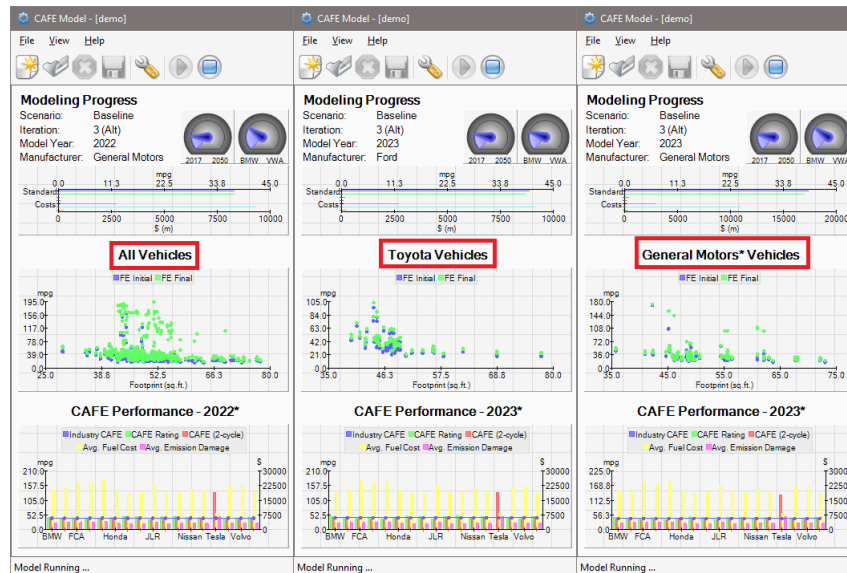 CAFE Model - [demo]
File View Help
Modeling Progress
Scenario: Baseline
Iteration: 3 (Alt)
Model Year: 2022
Manufacturer: General Motors
2017 2050 BMW VWA
mpg
0.0 11.3 22.5 33.8 45.0
Standard
Costs
0 2500 5000 7500 10000
$ (m)
All Vehicles
FE Initial FE Final
mpg
195.0
156.0
117.0
78.0
39.0
0.0
25.0 38.8 52.5 66.3 80.0
Footprint (sq.ft.)
CAFE Performance - 2022*
Industry CAFE CAFE Rating CAFE (2-cycle)
Avg. Fuel Cost Avg. Emission Damage
mpg $
210.0 30000
157.5 22500
105.0 15000
52.5 7500
0.0 0
BMW FCA Honda JLR Nissan Tesla Volvo
Model Running ...
CAFE Model - [demo]
File View Help
Modeling Progress
Scenario: Baseline
Iteration: 3 (Alt)
Model Year: 2023
Manufacturer: Ford
2017 2050 BMW VWA
mpg
0.0 11.3 22.5 33.8 45.0
Standard
Costs
0 2500 5000 7500 10000
$ (m)
Toyota Vehicles
FE Initial FE Final
mpg
105.0
84.0
63.0
42.0
21.0
0.0
35.0 46.3 57.5 68.8 80.0
Footprint (sq.ft.)
CAFE Performance - 2023*
Industry CAFE CAFE Rating CAFE (2-cycle)
Avg. Fuel Cost Avg. Emission Damage
mpg $
210.0 30000
157.5 22500
105.0 15000
52.5 7500
0.0 0
BMW FCA Honda JLR Nissan Tesla Volvo
Model Running ...
CAFE Model - [demo]
File View Help
Modeling Progress
Scenario: Baseline
Iteration: 3 (Alt)
Model Year: 2023
Manufacturer: General Motors
2017 2050 BMW VWA
mpg
0.0 11.3 22.5 33.8 45.0
Standard
Costs
0 5000 10000 15000 20000
$ (m)
General Motors* Vehicles
FE Initial FE Final
mpg
180.0
144.0
108.0
72.0
36.0
0.0
35.0 45.0 55.0 65.0 75.0
Footprint (sq.ft.)
CAFE Performance - 2023*
Industry CAFE CAFE Rating CAFE (2-cycle)
Avg. Fuel Cost Avg. Emission Damage
mpg $
225.0 30000
168.8 22500
112.5 15000
56.3 7500
0.0 0
BMW FCA Honda JLR Nissan Tesla Volvo
Model Running ...